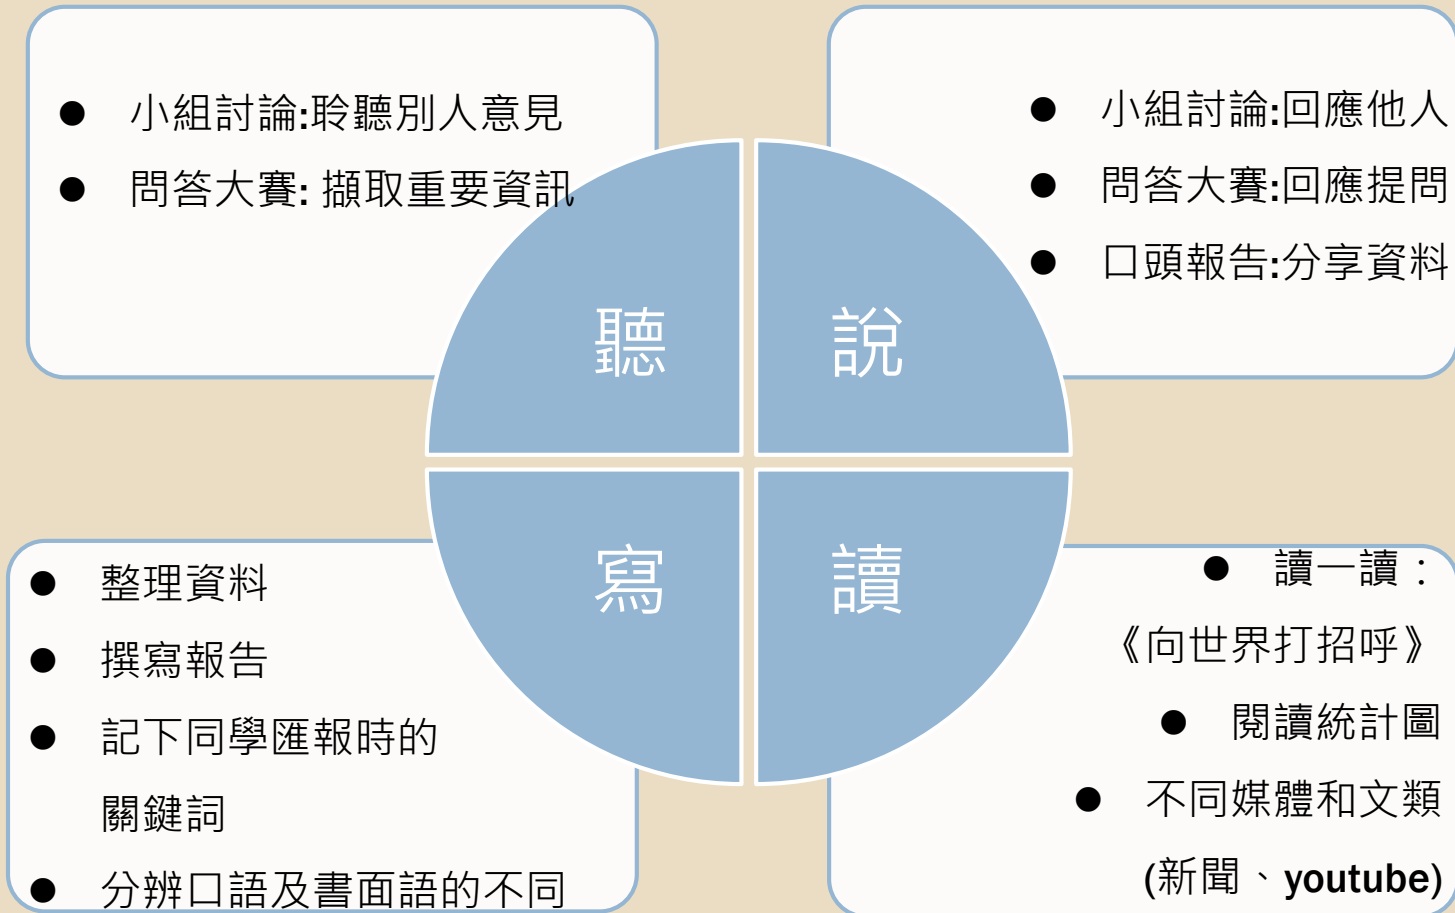 ● 小組討論:聆聽別人意見
● 問答大賽: 擷取重要資訊
● 小組討論:回應他人
● 問答大賽:回應提問
● 口頭報告:分享資料
聽
說
寫
讀
● 整理資料
● 撰寫報告
● 記下同學匯報時的
關鍵詞
● 分辨口語及書面語的不同
● 讀一讀：
《向世界打招呼》
● 閱讀統計圖
● 不同媒體和文類
(新聞、youtube)